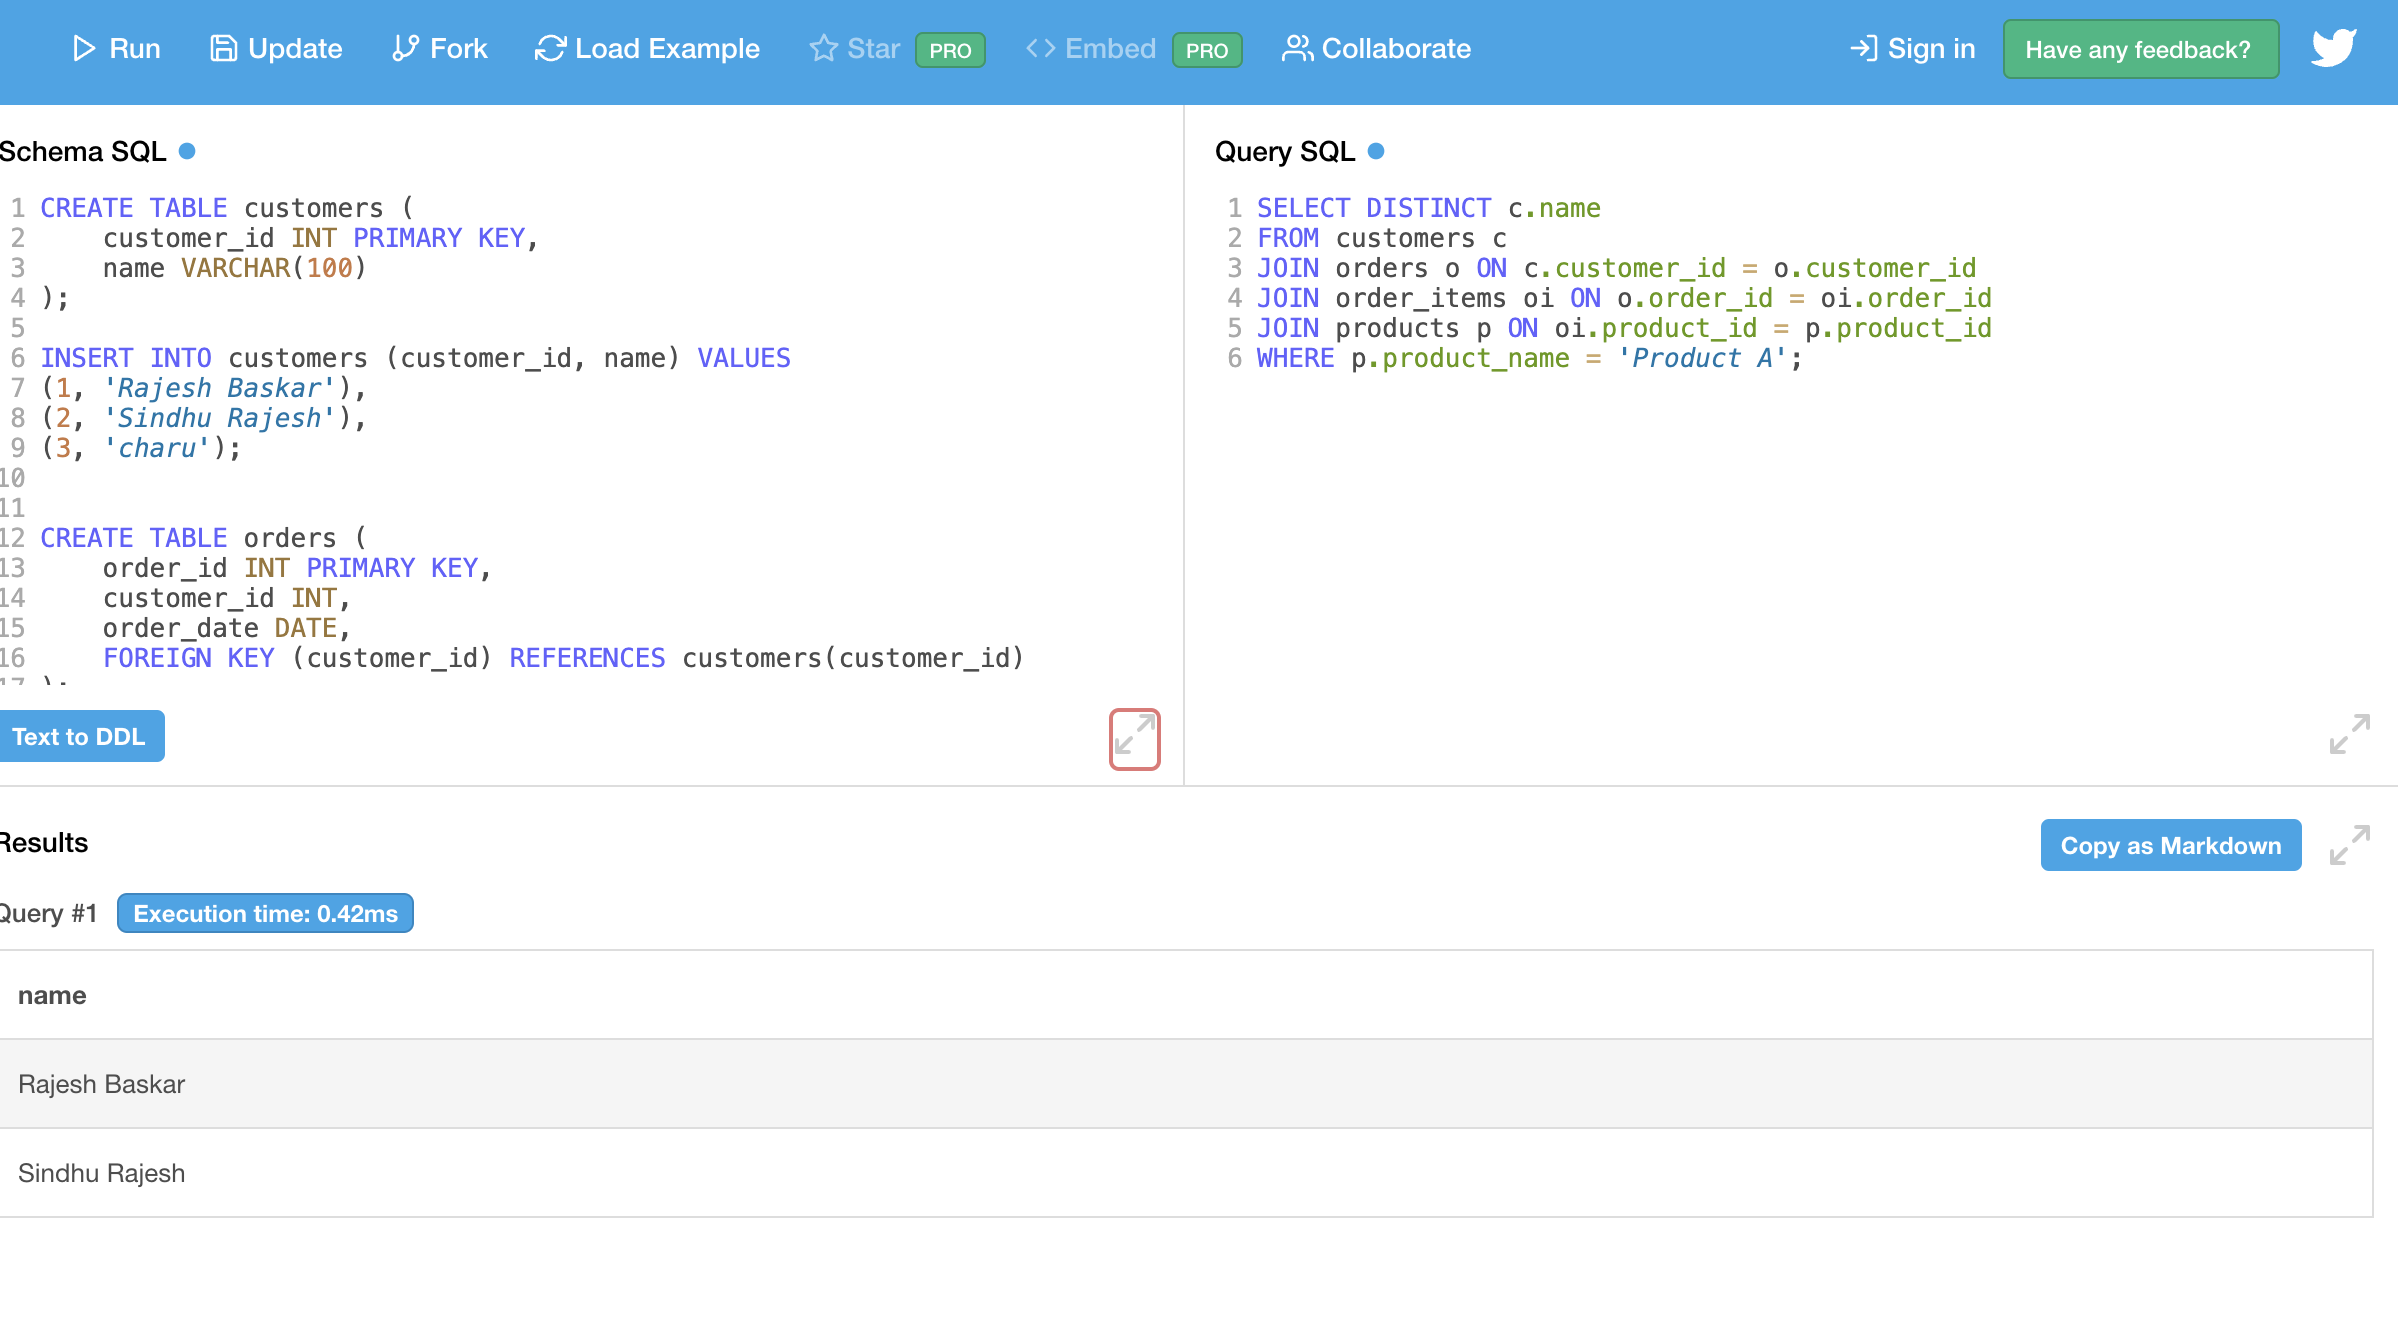 Run Update Fork Load Example Star PRO Embed PRO Collaborate Sign in Have any feedback?
Schema SQL
1 CREATE TABLE customers (
2     customer_id INT PRIMARY KEY,
3     name VARCHAR(100)
4 );
5
6 INSERT INTO customers (customer_id, name) VALUES
7 (1, 'Rajesh Baskar'),
8 (2, 'Sindhu Rajesh'),
9 (3, 'charu');
10
11
12 CREATE TABLE orders (
13     order_id INT PRIMARY KEY,
14     customer_id INT,
15     order_date DATE,
16     FOREIGN KEY (customer_id) REFERENCES customers(customer_id)
17 );
Text to DDL
Query SQL
1 SELECT DISTINCT c.name
2 FROM customers c
3 JOIN orders o ON c.customer_id = o.customer_id
4 JOIN order_items oi ON o.order_id = oi.order_id
5 JOIN products p ON oi.product_id = p.product_id
6 WHERE p.product_name = 'Product A';
Results
Copy as Markdown
Query #1 Execution time: 0.42ms
name
Rajesh Baskar
Sindhu Rajesh